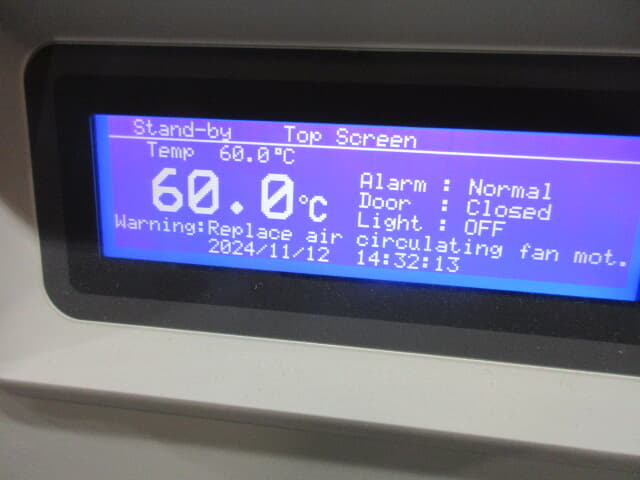 Stand-by Top Screen
Temp 60.0°C
60.0°C
Alarm : Normal
Door : Closed
Light : OFF
Warning:Replace air circulating fan mot.
2024/11/12 14:32:13